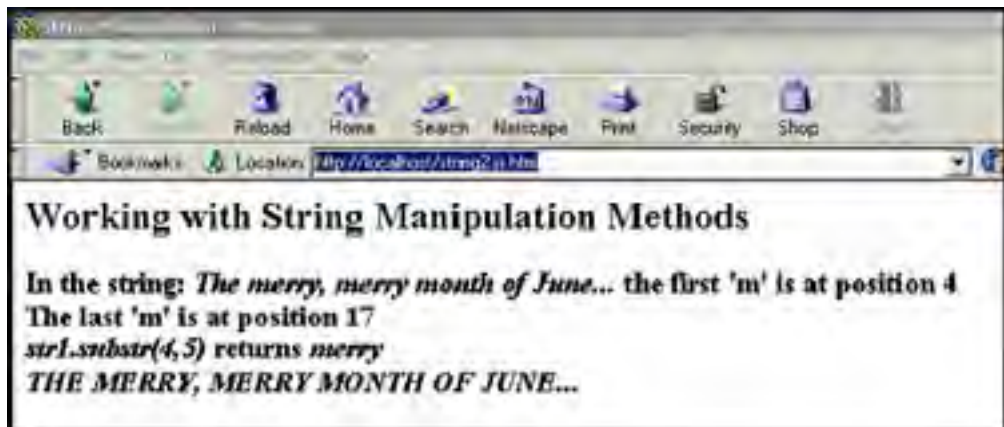 Back Reload Home Search Netscape Print Security Shop
Bookmarks Location
Working with String Manipulation Methods
In the string: The merry, merry month of June... the first 'm' is at position 4
The last 'm' is at position 17
str1.substr(4,5) returns merry
THE MERRY, MERRY MONTH OF JUNE...